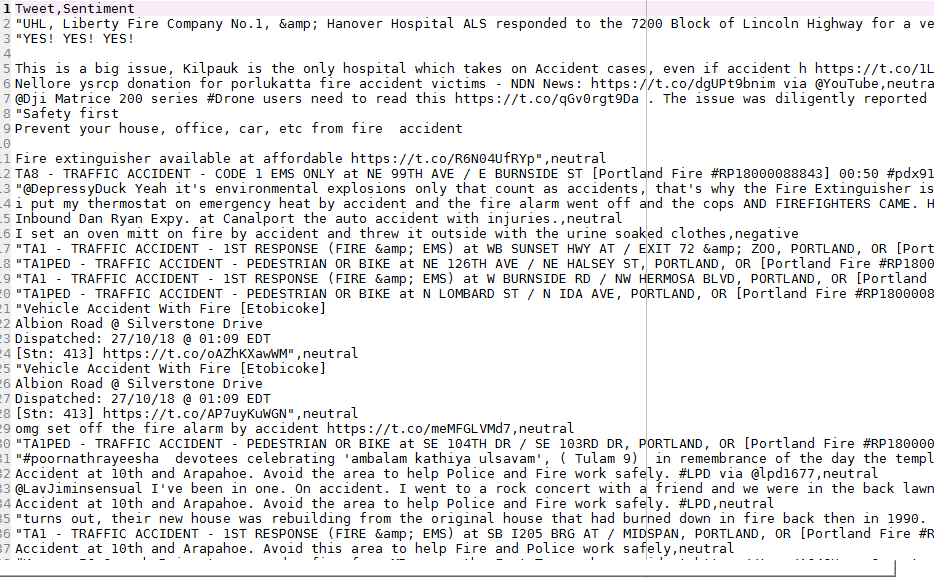 1 Tweet,Sentiment
2 "UHL, Liberty Fire Company No.1, &amp; Hanover Hospital ALS responded to the 7200 Block of Lincoln Highway for a ve
3 "YES! YES! YES!
4
5 This is a big issue, Kilpauk is the only hospital which takes on Accident cases, even if accident h https://t.co/1L
6 Nellore ysrcp donation for porlukatta fire accident victims - NDN News: https://t.co/dgUPt9bnim via @YouTube,neutra
7 @Dji Matrice 200 series #Drone users need to read this https://t.co/qGv0rgt9Da . The issue was diligently reported
8 "Safety first
9 Prevent your house, office, car, etc from fire  accident
10
11 Fire extinguisher available at affordable https://t.co/R6N04UfRYp",neutral
12 TA8 - TRAFFIC ACCIDENT - CODE 1 EMS ONLY at NE 99TH AVE / E BURNSIDE ST [Portland Fire #RP18000088843] 00:50 #pdx91
13 "@DepressyDuck Yeah it's environmental explosions only that count as accidents, that's why the Fire Extinguisher is
14 i put my thermostat on emergency heat by accident and the fire alarm went off and the cops AND FIREFIGHTERS CAME. H
15 Inbound Dan Ryan Expy. at Canalport the auto accident with injuries.,neutral
16 I set an oven mitt on fire by accident and threw it outside with the urine soaked clothes,negative
17 "TA1 - TRAFFIC ACCIDENT - 1ST RESPONSE (FIRE &amp; EMS) at WB SUNSET HWY AT / EXIT 72 &amp; ZOO, PORTLAND, OR [Port
18 "TA1PED - TRAFFIC ACCIDENT - PEDESTRIAN OR BIKE at NE 126TH AVE / NE HALSEY ST, PORTLAND, OR [Portland Fire #RP1800
19 "TA1 - TRAFFIC ACCIDENT - 1ST RESPONSE (FIRE &amp; EMS) at W BURNSIDE RD / NW HERMOSA BLVD, PORTLAND, OR [Portland
20 "TA1PED - TRAFFIC ACCIDENT - PEDESTRIAN OR BIKE at N LOMBARD ST / N IDA AVE, PORTLAND, OR [Portland Fire #RP1800008
21 "Vehicle Accident With Fire [Etobicoke]
22 Albion Road @ Silverstone Drive
23 Dispatched: 27/10/18 @ 01:09 EDT
24 [Stn: 413] https://t.co/oAZhKXawWM",neutral
25 "Vehicle Accident With Fire [Etobicoke]
26 Albion Road @ Silverstone Drive
27 Dispatched: 27/10/18 @ 01:09 EDT
28 [Stn: 413] https://t.co/AP7uyKuWGN",neutral
29 omg set off the fire alarm by accident https://t.co/meMFGLVMd7,neutral
30 "TA1PED - TRAFFIC ACCIDENT - PEDESTRIAN OR BIKE at SE 104TH DR / SE 103RD DR, PORTLAND, OR [Portland Fire #RP180000
31 "#poornathrayeesha  devotees celebrating 'ambalam kathiya ulsavam', ( Tulam 9)  in remembrance of the day the templ
32 Accident at 10th and Arapahoe. Avoid the area to help Police and Fire work safely. #LPD via @lpd1677,neutral
33 @LavJiminsensual I've been in one. On accident. I went to a rock concert with a friend and we were in the back lawn
34 Accident at 10th and Arapahoe. Avoid the area to help Police and Fire work safely. #LPD,neutral
35 "turns out, their new house was rebuilding from the original house that had burned down in fire back then in 1990.
36 "TA1 - TRAFFIC ACCIDENT - 1ST RESPONSE (FIRE &amp; EMS) at SB I205 BRG AT / MIDSPAN, PORTLAND, OR [Portland Fire #R
37 Accident at 10th and Arapahoe. Avoid this area to help Fire and Police work safely,neutral